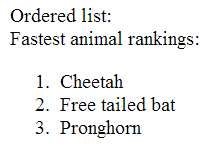 Ordered list:
Fastest animal rankings:
1. Cheetah
2. Free tailed bat
3. Pronghorn